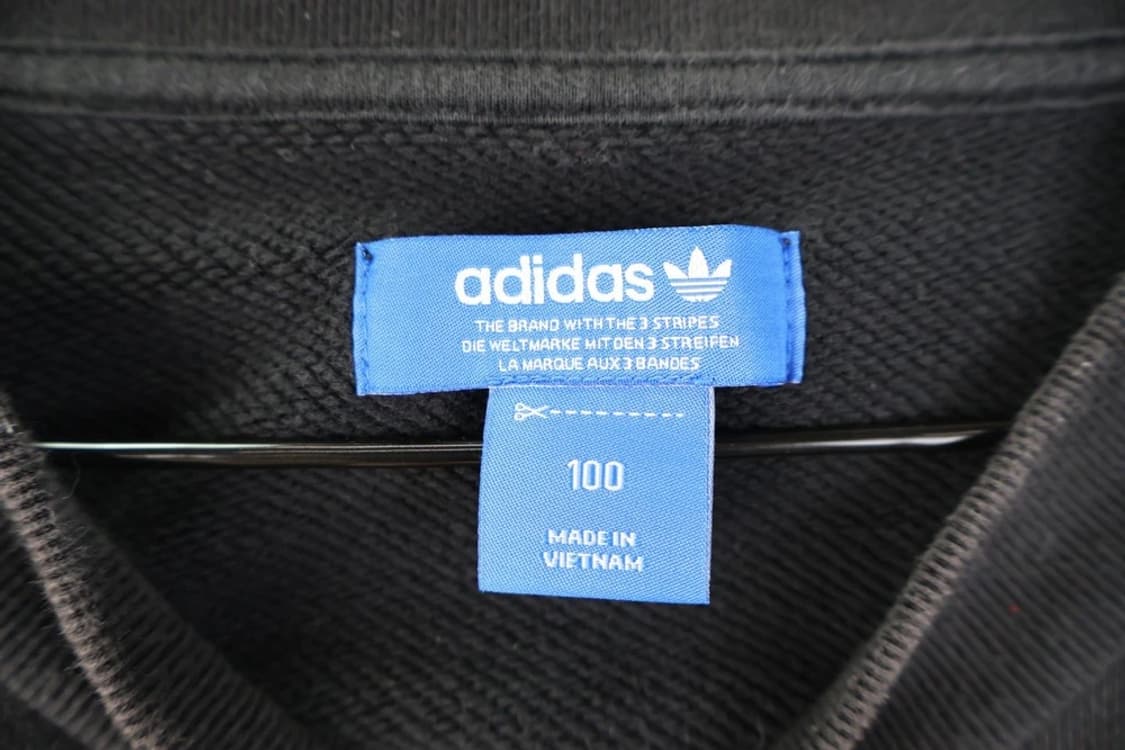 adidas
THE BRAND WITH THE 3 STRIPES
DIE WELTMARKE MIT DEN 3 STREIFEN
LA MARQUE AUX 3 BANDES
100
MADE IN
VIETNAM